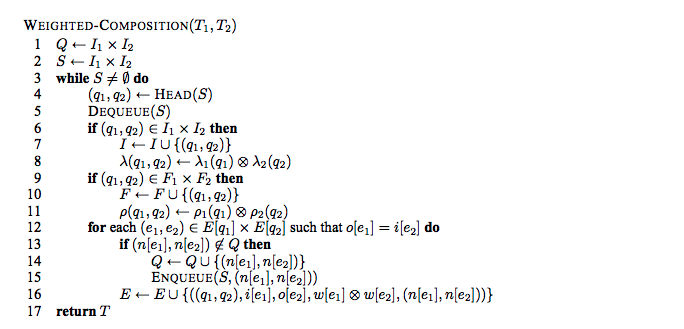 WEIGHTED-COMPOSITION(T₁, T₂)
1 Q ← I₁ × I₂
2 S ← I₁ × I₂
3 while S ≠ ∅ do
4 (q₁, q₂) ← HEAD(S)
5 DEQUEUE(S)
6 if (q₁, q₂) ∈ I₁ × I₂ then
7 I ← I ∪ {(q₁, q₂)}
8 λ(q₁, q₂) ← λ₁(q₁) ⊗ λ₂(q₂)
9 if (q₁, q₂) ∈ F₁ × F₂ then
10 F ← F ∪ {(q₁, q₂)}
11 ρ(q₁, q₂) ← ρ₁(q₁) ⊗ ρ₂(q₂)
12 for each (e₁, e₂) ∈ E[q₁] × E[q₂] such that o[e₁] = i[e₂] do
13 if (n[e₁], n[e₂]) ∉ Q then
14 Q ← Q ∪ {(n[e₁], n[e₂])}
15 ENQUEUE(S, (n[e₁], n[e₂]))
16 E ← E ∪ {((q₁, q₂), i[e₁], o[e₂], w[e₁] ⊗ w[e₂], (n[e₁], n[e₂]))}
17 return T